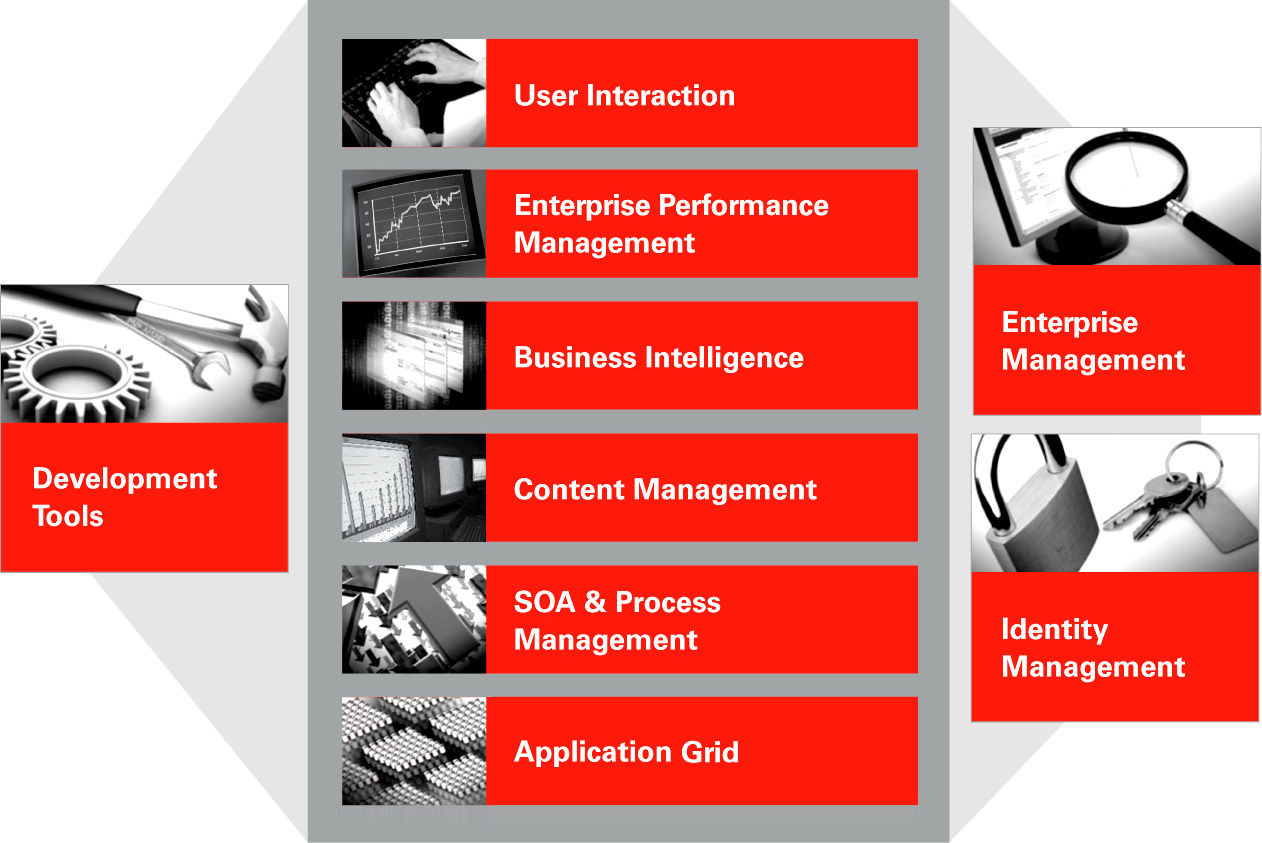 User Interaction
Enterprise Performance
Management
Business Intelligence
Content Management
SOA & Process
Management
Application Grid
Development
Tools
Enterprise
Management
Identity
Management